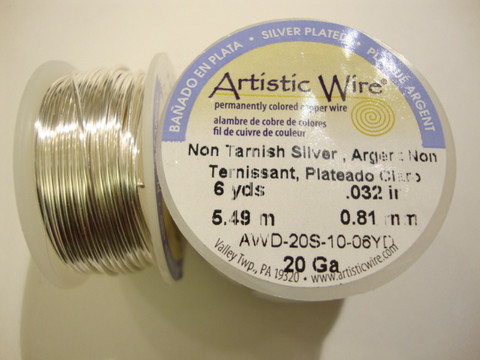 BAÑADO EN PLATA • SILVER PLATED • PLAQUÉ ARGENT
Artistic Wire®
permanently colored copper wire
alambre de cobre de colores
fil de cuivre de couleur
Non Tarnish Silver , Argent Non
Ternissant, Plateado Claro
6 yds .032 in
5.49 m 0.81 mm
AWD-20S-10-06YD
20 Ga
Valley Twp., PA 19320 • www.artisticwire.com